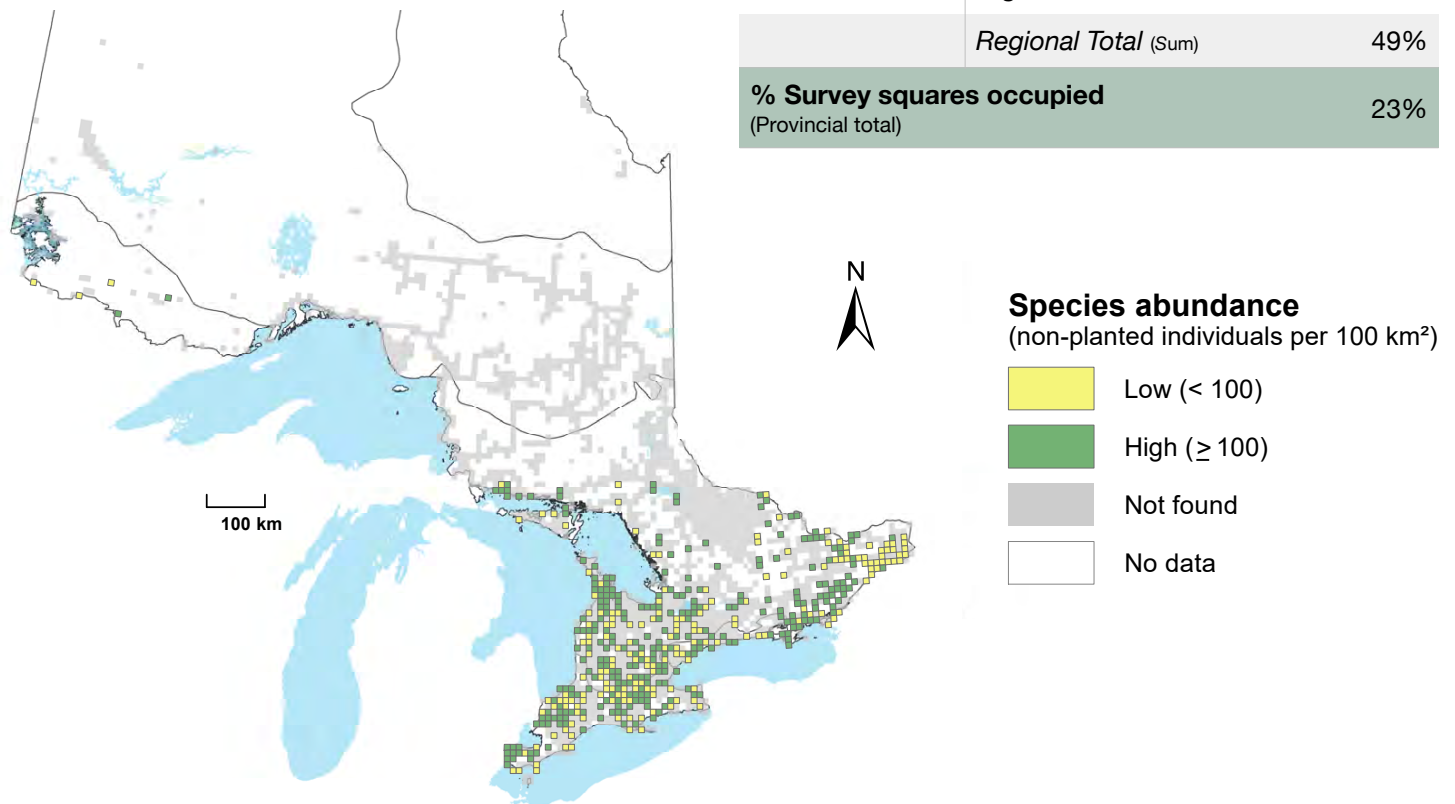 Regional Total (Sum) 49%
% Survey squares occupied 23%
(Provincial total)
N
Species abundance
(non-planted individuals per 100 km²)
Low (< 100)
High (≥ 100)
Not found
No data
100 km